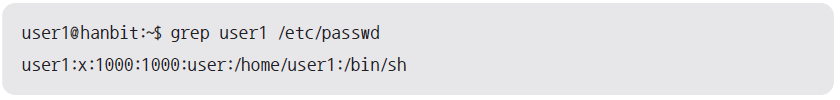 user1@hanbit:~$ grep user1 /etc/passwd
user1:x:1000:1000:user:/home/user1:/bin/sh